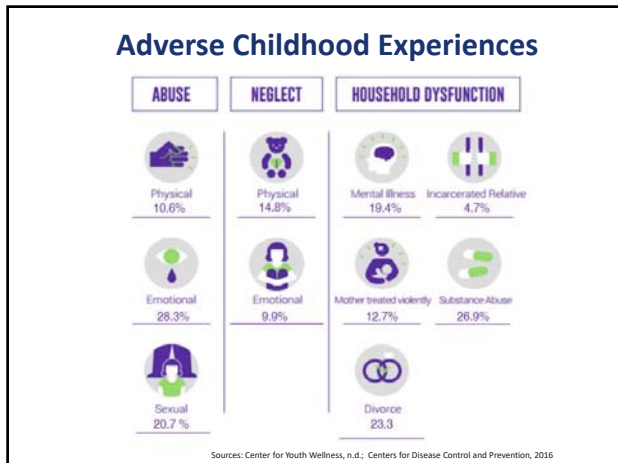 Adverse Childhood Experiences
ABUSE
NEGLECT
HOUSEHOLD DYSFUNCTION
Physical
10.6%
Physical
14.8%
Mental Illness
19.4%
Incarcerated Relative
4.7%
Emotional
28.3%
Emotional
9.9%
Mother treated violently
12.7%
Substance Abuse
26.9%
Sexual
20.7 %
Divorce
23.3
Sources: Center for Youth Wellness, n.d.; Centers for Disease Control and Prevention, 2016